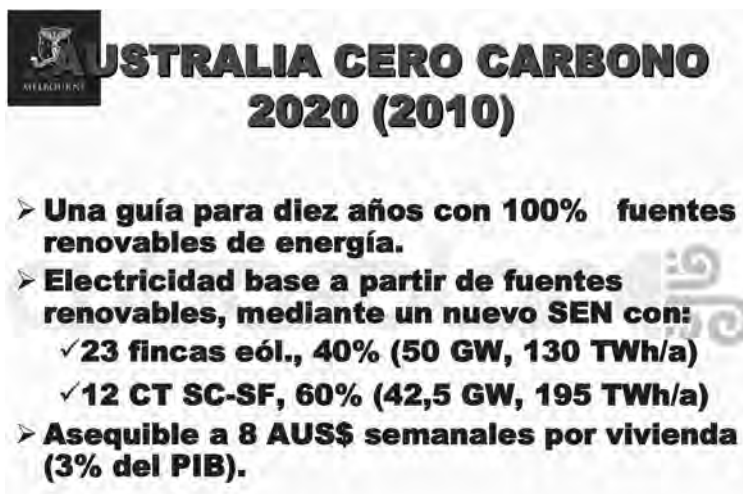 MELBOURNE
AUSTRALIA CERO CARBONO
2020 (2010)
➢ Una guía para diez años con 100% fuentes
renovables de energía.
➢ Electricidad base a partir de fuentes
renovables, mediante un nuevo SEN con:
✓23 fincas eól., 40% (50 GW, 130 TWh/a)
✓12 CT SC-SF, 60% (42,5 GW, 195 TWh/a)
➢ Asequible a 8 AUS$ semanales por vivienda
(3% del PIB).